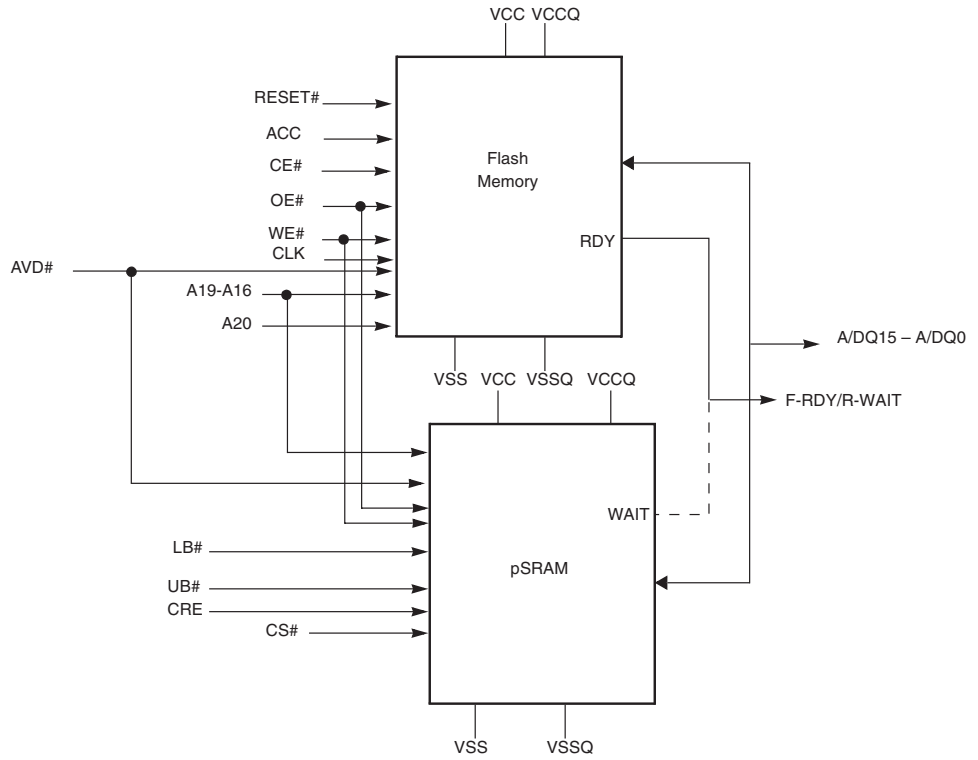 VCC VCCQ
RESET#
ACC
CE#
OE#
WE#
CLK
AVD#
A19-A16
A20
Flash
Memory
RDY
VSS VCC VSSQ VCCQ
A/DQ15 – A/DQ0
F-RDY/R-WAIT
WAIT
LB#
UB#
CRE
CS#
pSRAM
VSS VSSQ